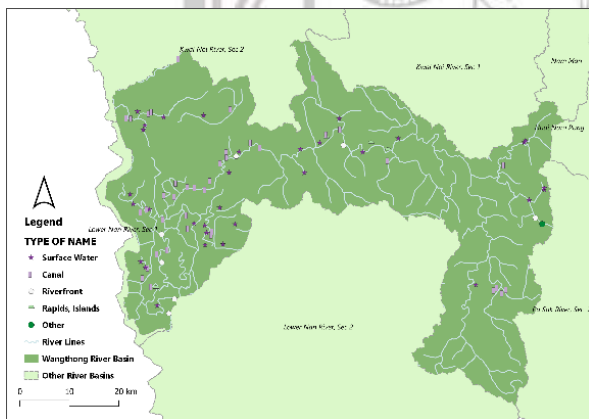 Kwai Noi River, Sec 2
Kwai Noi River, Sec 1
Nam Man
Lower Nan River, Sec 1
Lower Nan River, Sec 2
Legend
TYPE OF NAME
Surface Water
Canal
Riverfront
Rapids, Islands
Other
River Lines
Wangthong River Basin
Other River Basins
0 10 20 km